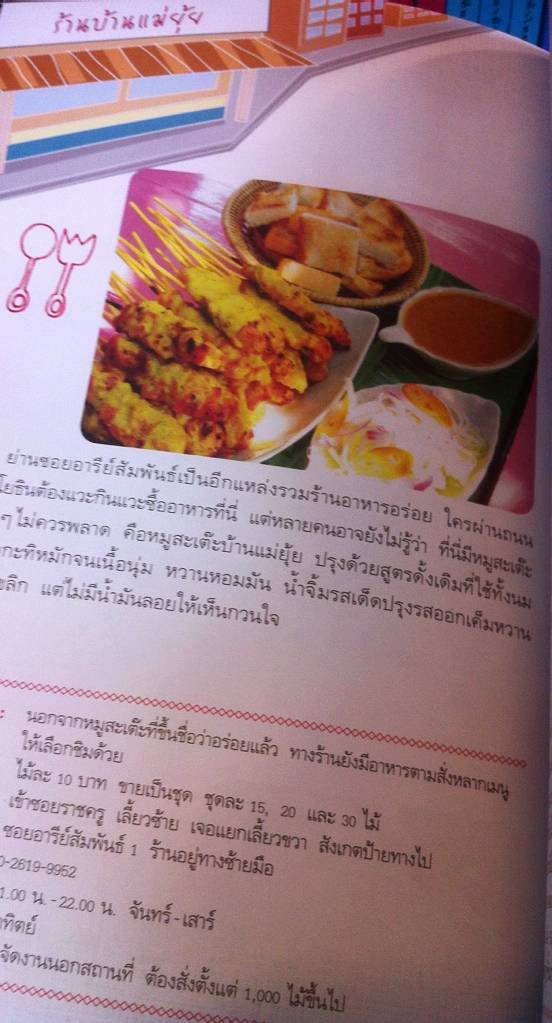 ร้านบ้านแม่ยุ้ย
ย่านซอยอารีย์สัมพันธ์เป็นอีกแหล่งรวมร้านอาหารอร่อย ใครผ่านถนน
โยธินต้องแวะกินแวะซื้ออาหารที่นี่ แต่หลายคนอาจยังไม่รู้ว่า ที่นี่มีหมูสะเต๊ะ
ๆ ไม่ควรพลาด คือหมูสะเต๊ะบ้านแม่ยุ้ย ปรุงด้วยสูตรดั้งเดิมที่ใช้ทั้งนม
กะทิหมักจนเนื้อนุ่ม หวานหอมมัน น้ำจิ้มรสเด็ดปรุงรสออกเค็มหวาน
ลิก แต่ไม่มีน้ำมันลอยให้เห็นกวนใจ
: นอกจากหมูสะเต๊ะที่ขึ้นชื่อว่าอร่อยแล้ว ทางร้านยังมีอาหารตามสั่งหลากเมนู
ให้เลือกชิมด้วย
ไม้ละ 10 บาท ขายเป็นชุด ชุดละ 15, 20 และ 30 ไม้
เข้าซอยราชครู เลี้ยวซ้าย เจอแยกเลี้ยวขวา สังเกตป้ายทางไป
ซอยอารีย์สัมพันธ์ 1 ร้านอยู่ทางซ้ายมือ
0-2619-9952
1.00 น. - 22.00 น. จันทร์ - เสาร์
ทิตย์
จัดงานนอกสถานที่ ต้องสั่งตั้งแต่ 1,000 ไม้ขึ้นไป